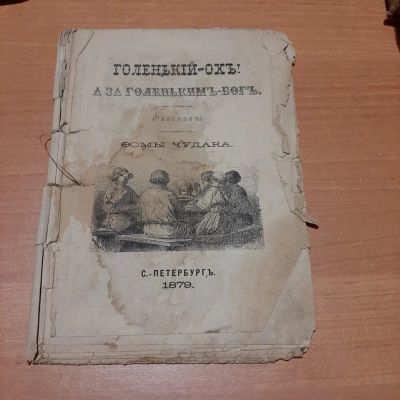 ГОЛЕНЬКІЙ-ОХЪ!
А ЗА ГОЛЕНЬКИМЪ-БОГЪ.
(Разсказъ)
ѲОМЫ ЧУДАКА.
С.-ПЕТЕРБУРГЪ.
1879.